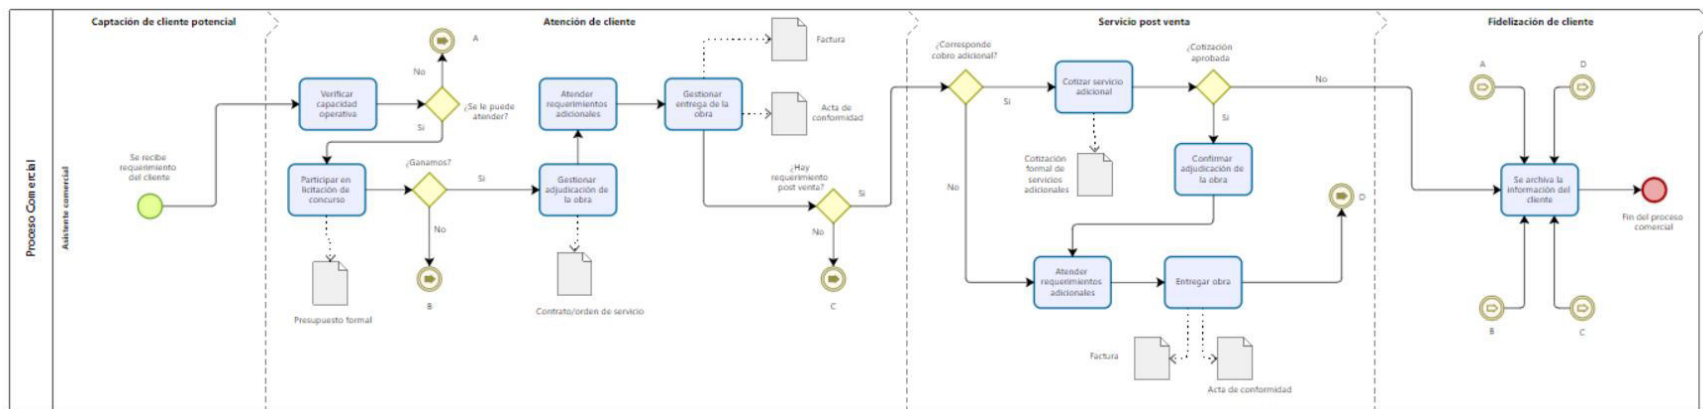 Proceso Comercial
Asistente comercial
Captación de cliente potencial
Se recibe
requerimiento
del cliente
Atención de cliente
Verificar
capacidad
operativa
¿Se le puede
atender?
No
A
Si
Participar en
licitación de
concurso
Presupuesto formal
¿Ganamos?
No
B
Si
Gestionar
adjudicación de
la obra
Contrato/orden de servicio
Atender
requerimientos
adicionales
Gestionar
entrega de la
obra
Factura
Acta de
conformidad
¿Hay
requerimiento
post venta?
No
C
Si
Servicio post venta
¿Corresponde
cobro adicional?
Si
No
Cotizar servicio
adicional
Cotización
formal de
servicios
adicionales
¿Cotización
aprobada
No
Si
Confirmar
adjudicación de
la obra
Atender
requerimientos
adicionales
Entregar obra
Factura
Acta de conformidad
D
Fidelización de cliente
A
D
Se archiva la
información del
cliente
B
C
Fin del proceso
comercial